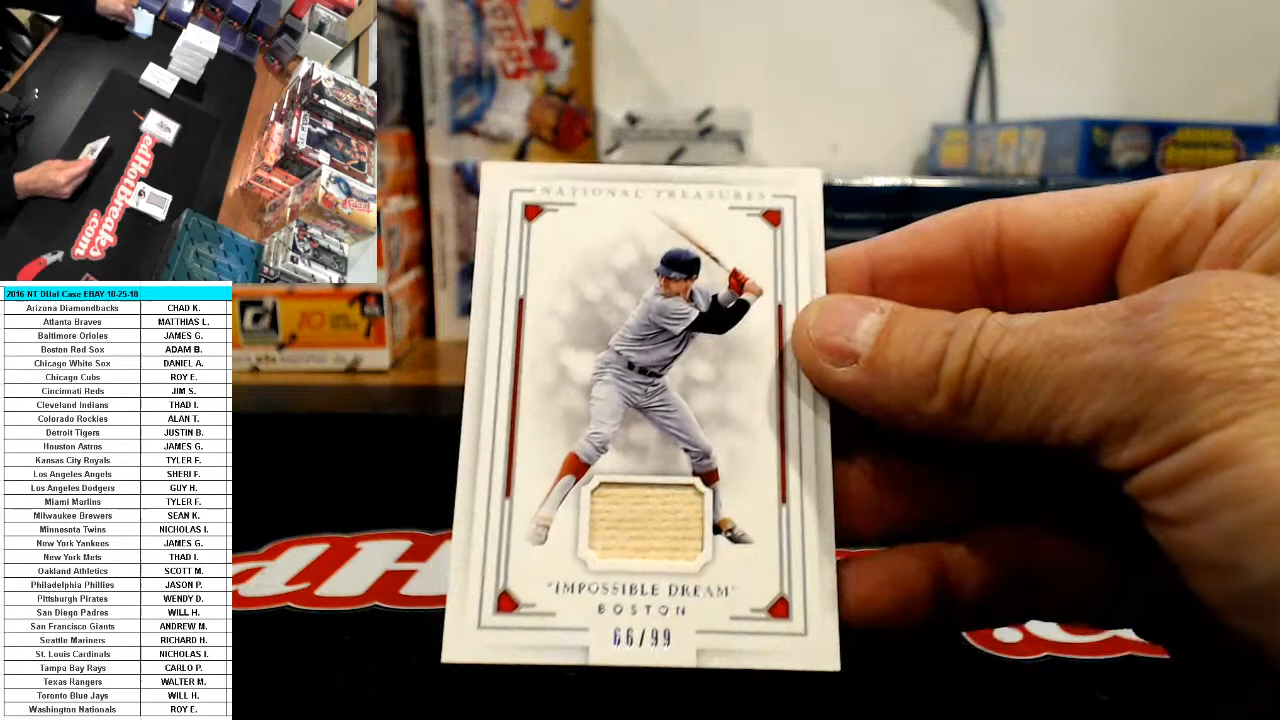 edHotBreaks
.com
2016 NT DUal Case EBAY 10-25-18
Arizona Diamondbacks CHAD K.
Atlanta Braves MATTHIAS L.
Baltimore Orioles JAMES G.
Boston Red Sox ADAM B.
Chicago White Sox DANIEL A.
Chicago Cubs ROY E.
Cincinnati Reds JIM S.
Cleveland Indians THAD I.
Colorado Rockies ALAN T.
Detroit Tigers JUSTIN B.
Houston Astros JAMES G.
Kansas City Royals TYLER F.
Los Angeles Angels SHERI F.
Los Angeles Dodgers GUY H.
Miami Marlins TYLER F.
Milwaukee Brewers SEAN K.
Minnesota Twins NICHOLAS I.
New York Yankees JAMES G.
New York Mets THAD I.
Oakland Athletics SCOTT M.
Philadelphia Phillies JASON P.
Pittsburgh Pirates WENDY D.
San Diego Padres WILL H.
San Francisco Giants ANDREW M.
Seattle Mariners RICHARD H.
St. Louis Cardinals NICHOLAS I.
Tampa Bay Rays CARLO P.
Texas Rangers WALTER M.
Toronto Blue Jays WILL H.
Washington Nationals ROY E.
NATIONAL TREASURES
"IMPOSSIBLE DREAM"
BOSTON
66/99